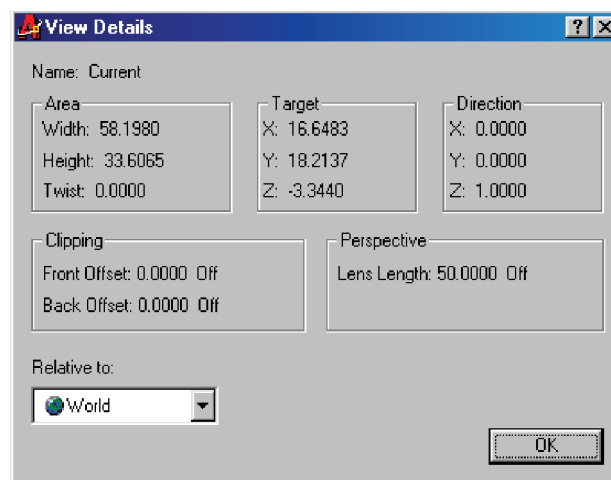 View Details
Name: Current
Area
Width: 58.1980
Height: 33.6065
Twist: 0.0000
Target
X: 16.6483
Y: 18.2137
Z: -3.3440
Direction
X: 0.0000
Y: 0.0000
Z: 1.0000
Clipping
Front Offset: 0.0000 Off
Back Offset: 0.0000 Off
Perspective
Lens Length: 50.0000 Off
Relative to:
World
OK